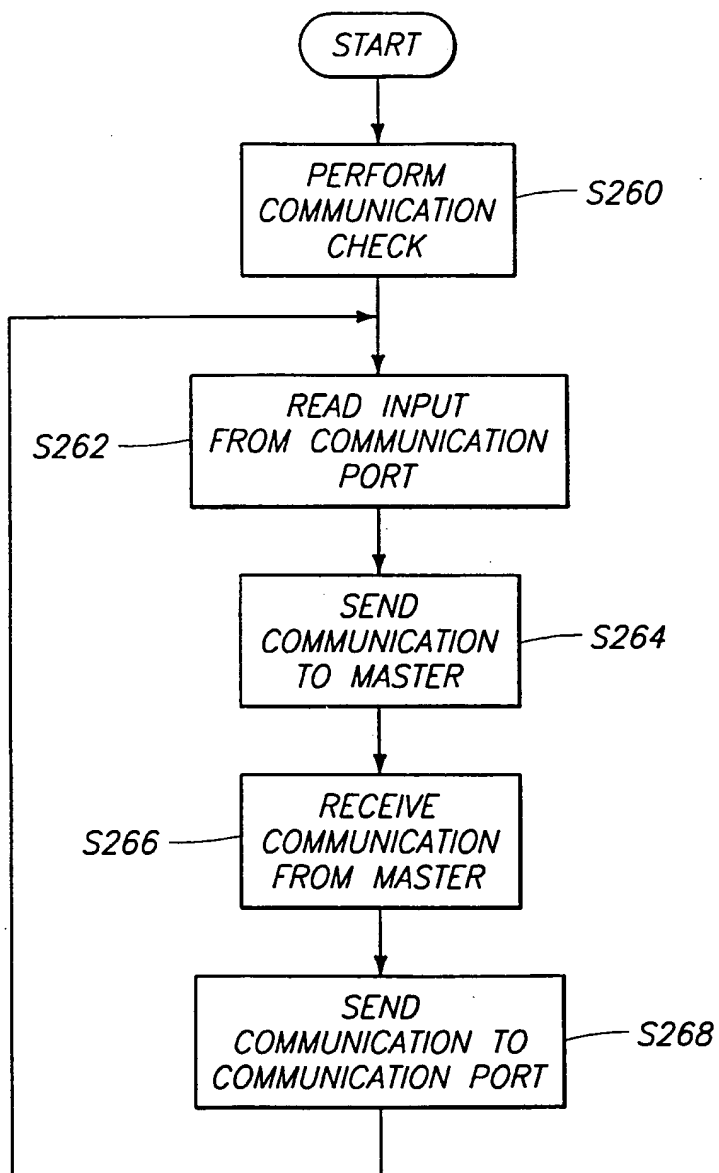 START
PERFORM
COMMUNICATION
CHECK
S260
READ INPUT
FROM COMMUNICATION
PORT
S262
SEND
COMMUNICATION
TO MASTER
S264
RECEIVE
COMMUNICATION
FROM MASTER
S266
SEND
COMMUNICATION TO
COMMUNICATION PORT
S268